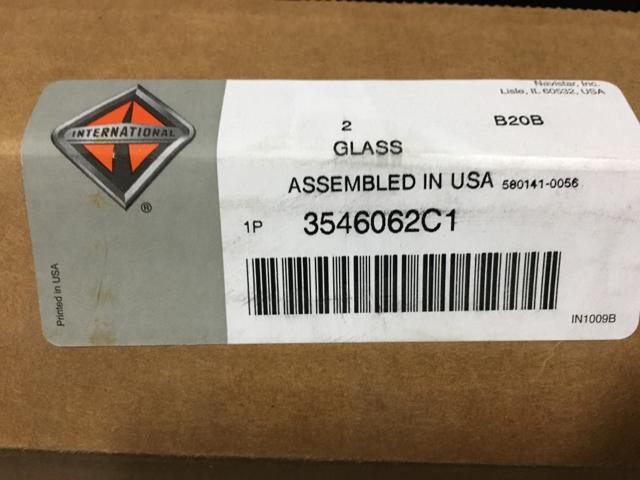 INTERNATIONAL
®
Printed in USA
Navistar, Inc.
Lisle, IL 60532, USA
2 B20B
GLASS
ASSEMBLED IN USA 580141-0056
1P 3546062C1
IN1009B